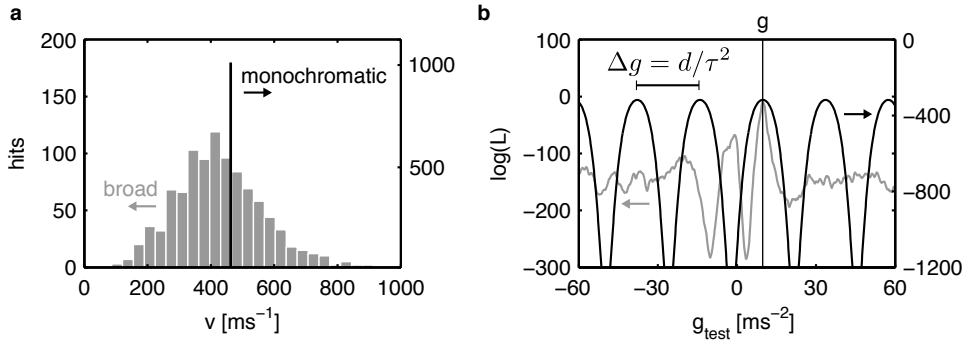 a
200
150
100
50
0
hits
1000
500
monochromatic
broad
0 200 400 600 800 1000
v [ms⁻¹]
b
g
100
0
−100
−200
−300
log(L)
0
−400
−800
−1200
Δg = d/τ²
−60 −30 0 30 60
g_test [ms⁻²]